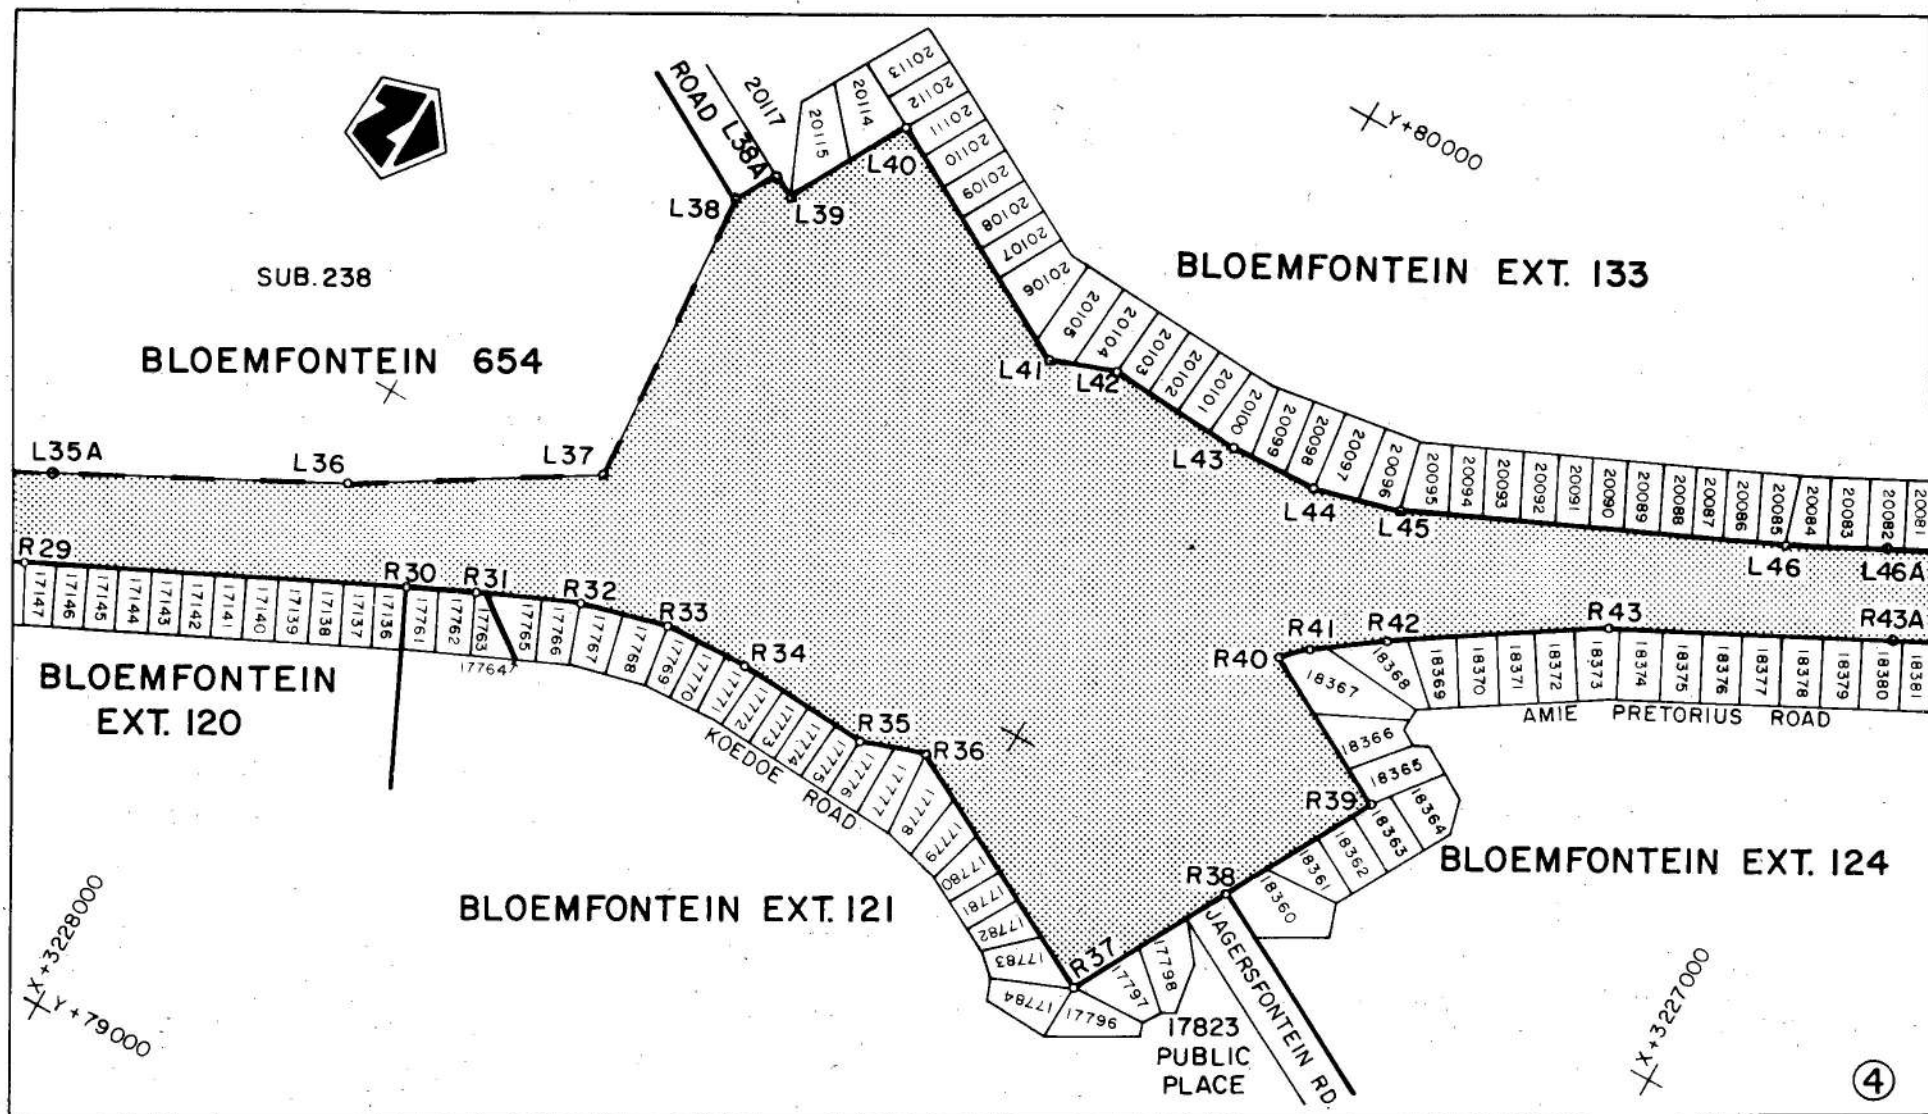 ROAD
L38A
20117
20115
20114
20113
20112
20111
20110
20109
20108
20107
20106
20105
20104
20103
20102
20101
20100
20099
20098
20097
20096
20095
20094
20093
20092
20091
20090
20089
20088
20087
20086
20085
20084
20083
20082
20081
L38
L39
L40
Y+80000
SUB.238
BLOEMFONTEIN EXT. 133
BLOEMFONTEIN 654
L41
L42
L43
L44
L45
L46
L46A
L35A
L36
L37
R29
R30
R31
R32
R33
R34
R35
R36
R37
R38
R39
R40
R41
R42
R43
R43A
17147
17146
17145
17144
17143
17142
17141
17140
17139
17138
17137
17136
17761
17762
17763
17764
17765
17766
17767
17768
17769
17770
17771
17772
17773
17774
17775
17776
17777
17778
17779
17780
17781
17782
17783
17784
17796
17797
17798
18360
18361
18362
18363
18364
18365
18366
18367
18368
18369
18370
18371
18372
18373
18374
18375
18376
18377
18378
18379
18380
18381
AMIE PRETORIUS ROAD
BLOEMFONTEIN
EXT. 120
KOEDOE ROAD
BLOEMFONTEIN EXT. 121
BLOEMFONTEIN EXT. 124
JAGERSFONTEIN RD.
17823
PUBLIC
PLACE
X+3228000
Y+79000
X+3227000
4